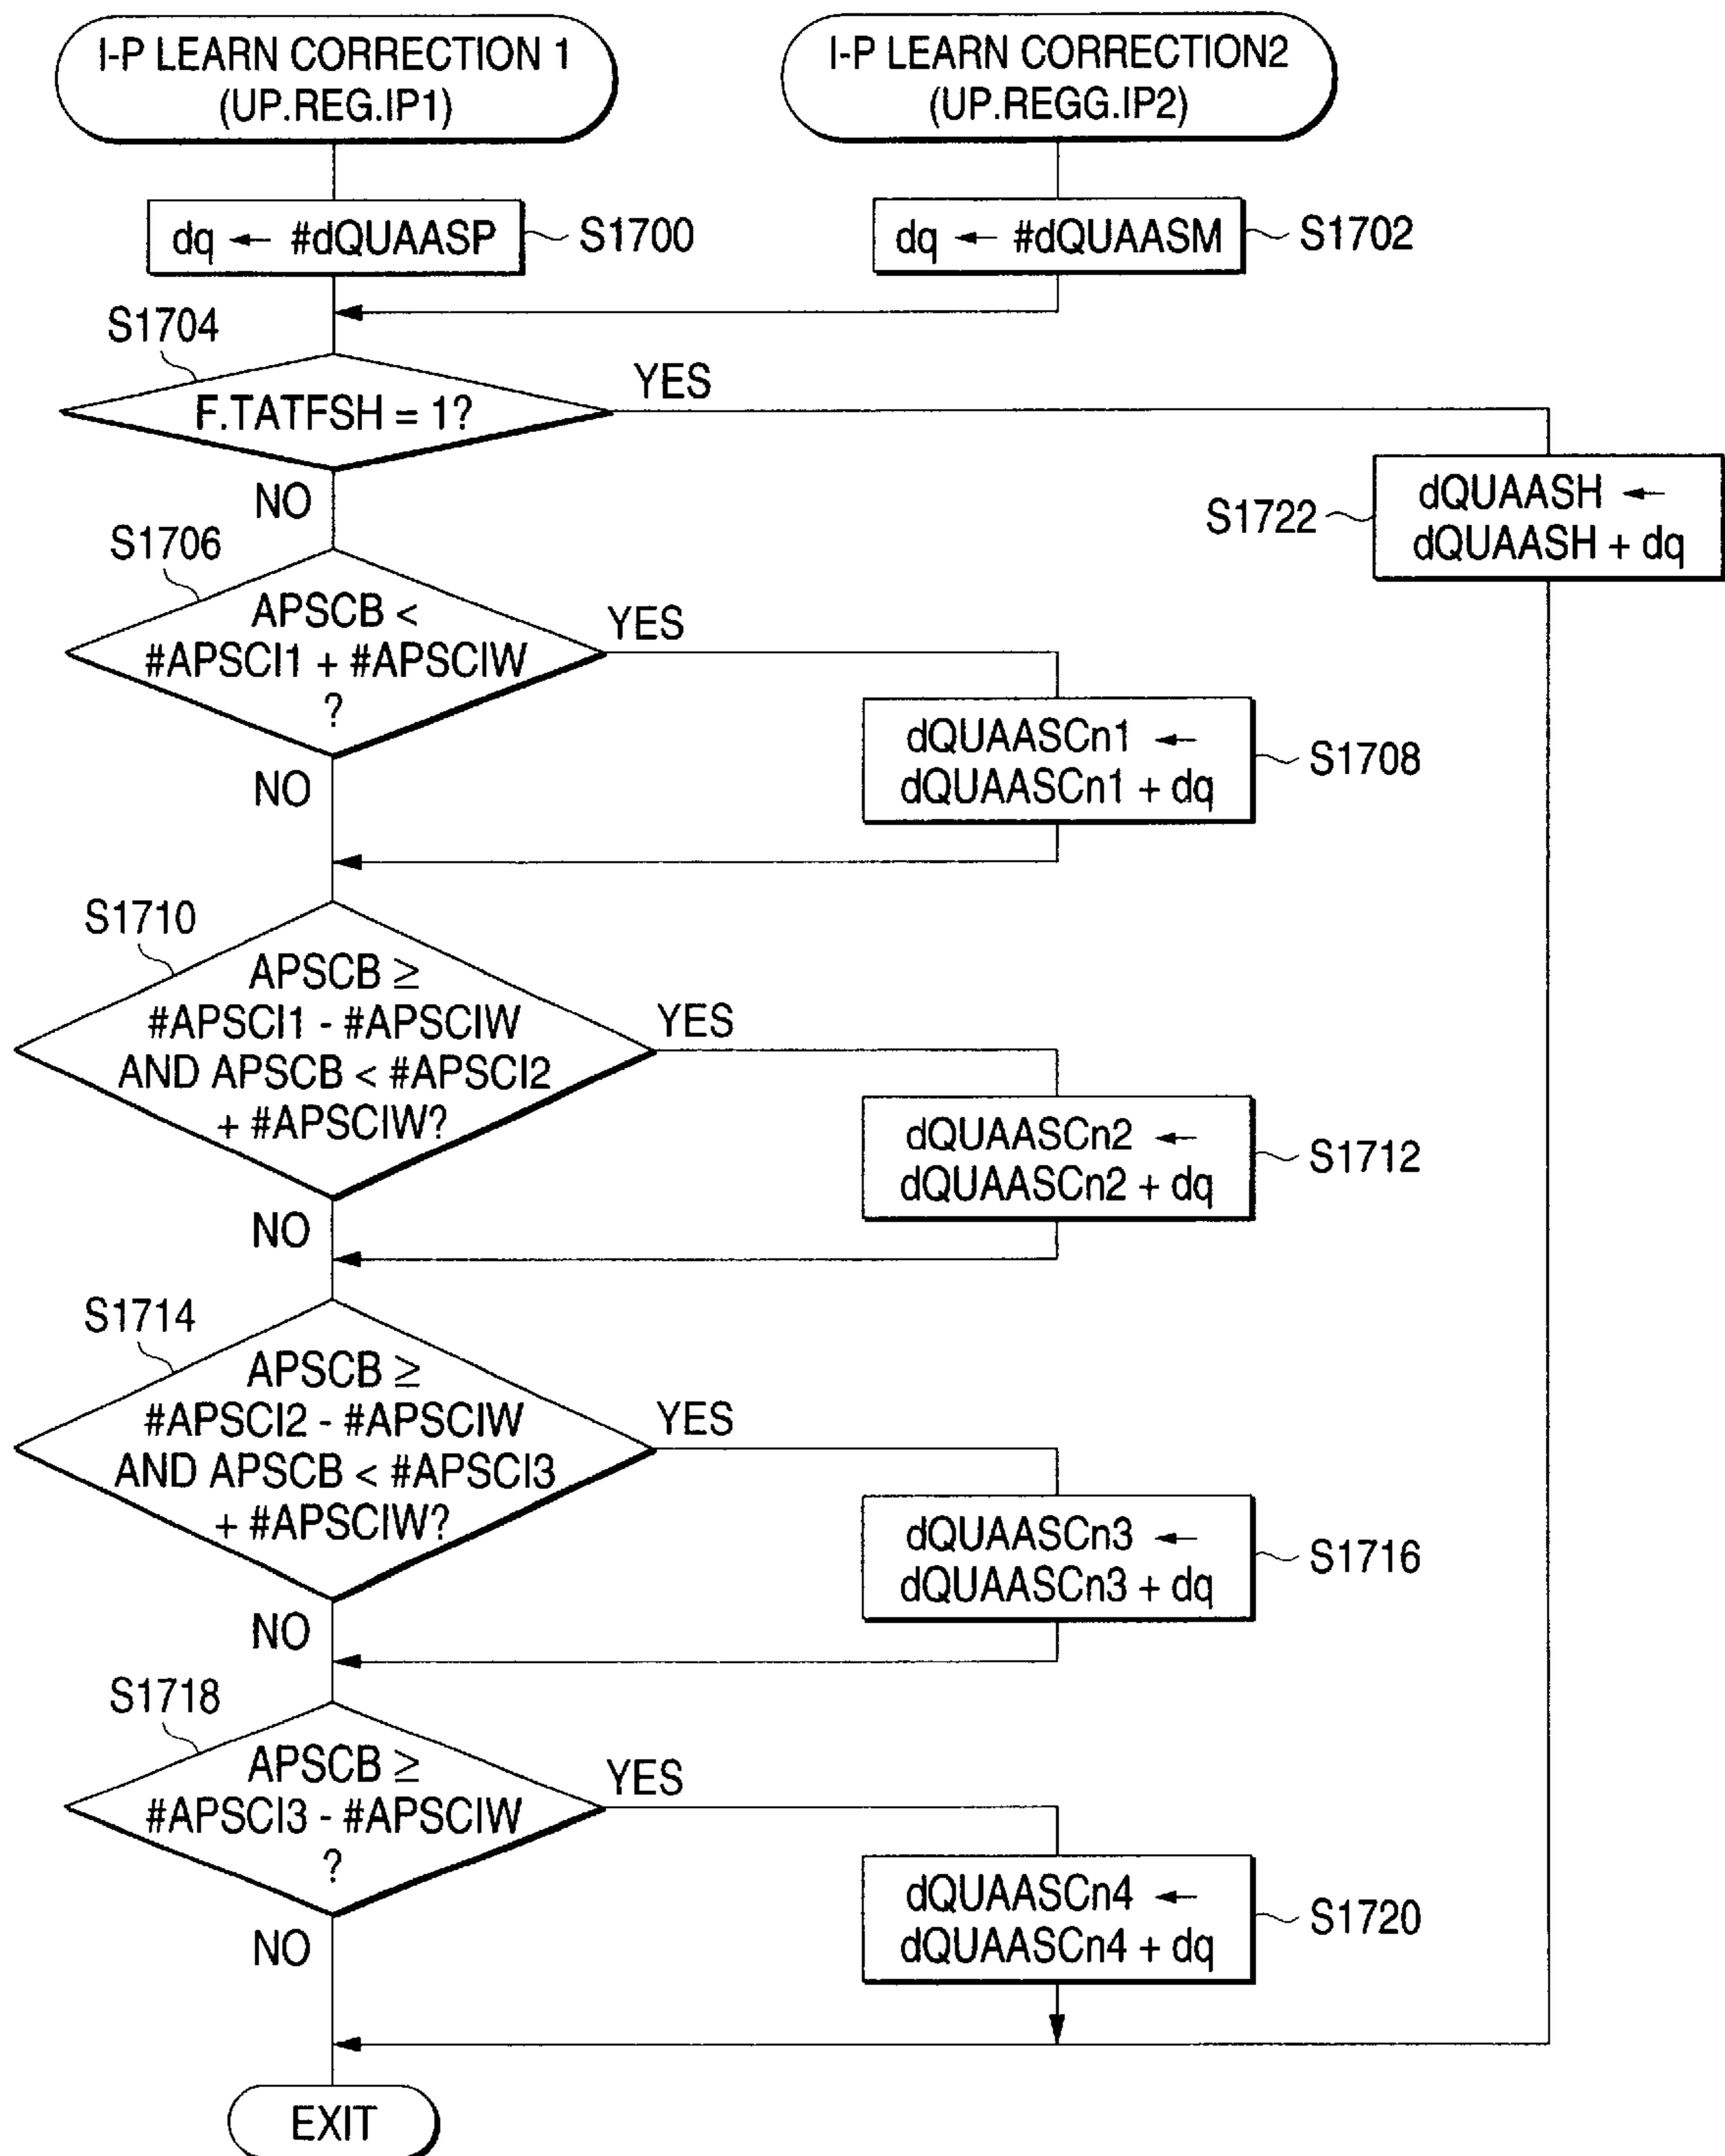 I-P LEARN CORRECTION 1
(UP.REG.IP1)
I-P LEARN CORRECTION2
(UP.REGG.IP2)
dq ← #dQUAASP
S1700
dq ← #dQUAASM
S1702
S1704
F.TATFSH = 1?
YES
NO
dQUAASH ←
dQUAASH + dq
S1722
S1706
APSCB <
#APSCI1 + #APSCIW
?
YES
NO
dQUAASCn1 ←
dQUAASCn1 + dq
S1708
S1710
APSCB ≥
#APSCI1 - #APSCIW
AND APSCB < #APSCI2
+ #APSCIW?
YES
NO
dQUAASCn2 ←
dQUAASCn2 + dq
S1712
S1714
APSCB ≥
#APSCI2 - #APSCIW
AND APSCB < #APSCI3
+ #APSCIW?
YES
NO
dQUAASCn3 ←
dQUAASCn3 + dq
S1716
S1718
APSCB ≥
#APSCI3 - #APSCIW
?
YES
NO
dQUAASCn4 ←
dQUAASCn4 + dq
S1720
EXIT